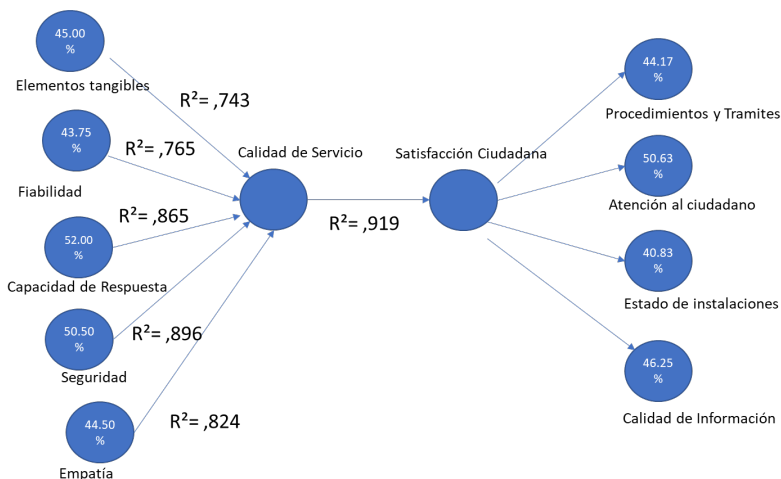 45.00
%
Elementos tangibles
R²= ,743
43.75
%
Fiabilidad
R²= ,765
52.00
%
Capacidad de Respuesta
R²= ,865
50.50
%
Seguridad
R²= ,896
44.50
%
Empatía
R²= ,824
Calidad de Servicio
R²= ,919
Satisfacción Ciudadana
44.17
%
Procedimientos y Tramites
50.63
%
Atención al ciudadano
40.83
%
Estado de instalaciones
46.25
%
Calidad de Información